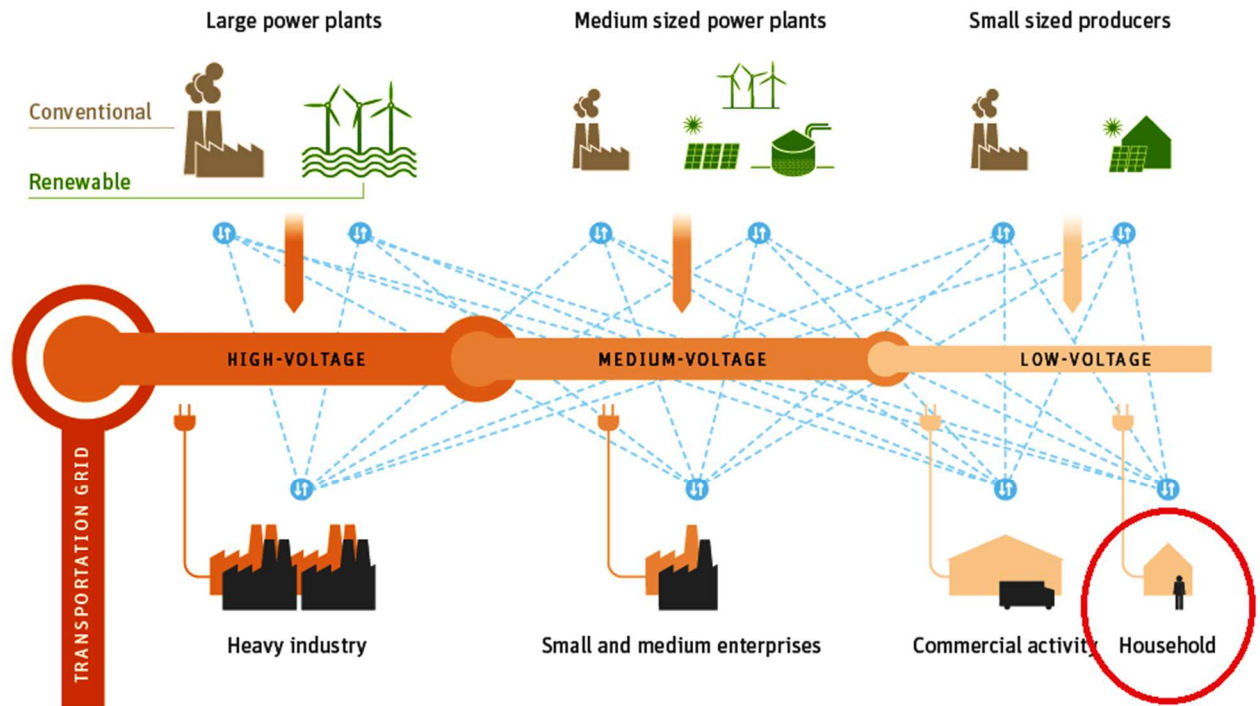 Large power plants
Medium sized power plants
Small sized producers
Conventional
Renewable
HIGH-VOLTAGE
MEDIUM-VOLTAGE
LOW-VOLTAGE
TRANSPORTATION GRID
Heavy industry
Small and medium enterprises
Commercial activity
Household